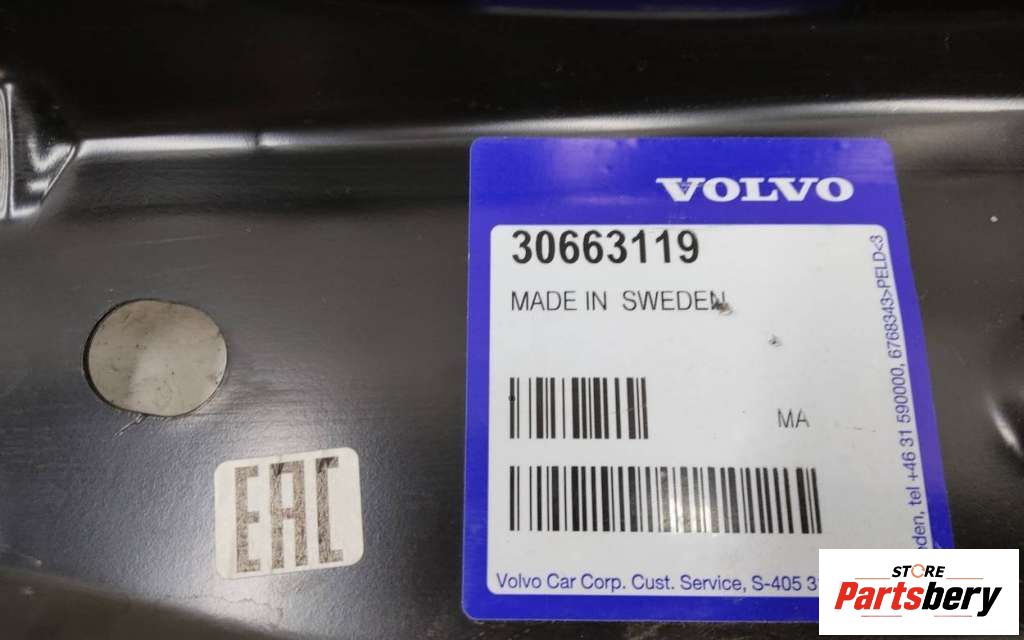 VOLVO
30663119
MADE IN SWEDEN
MA
Volvo Car Corp. Cust. Service, S-405 3
tel +46 31 590000, 6768343>PELD<3
EAC
STORE
Partsbery